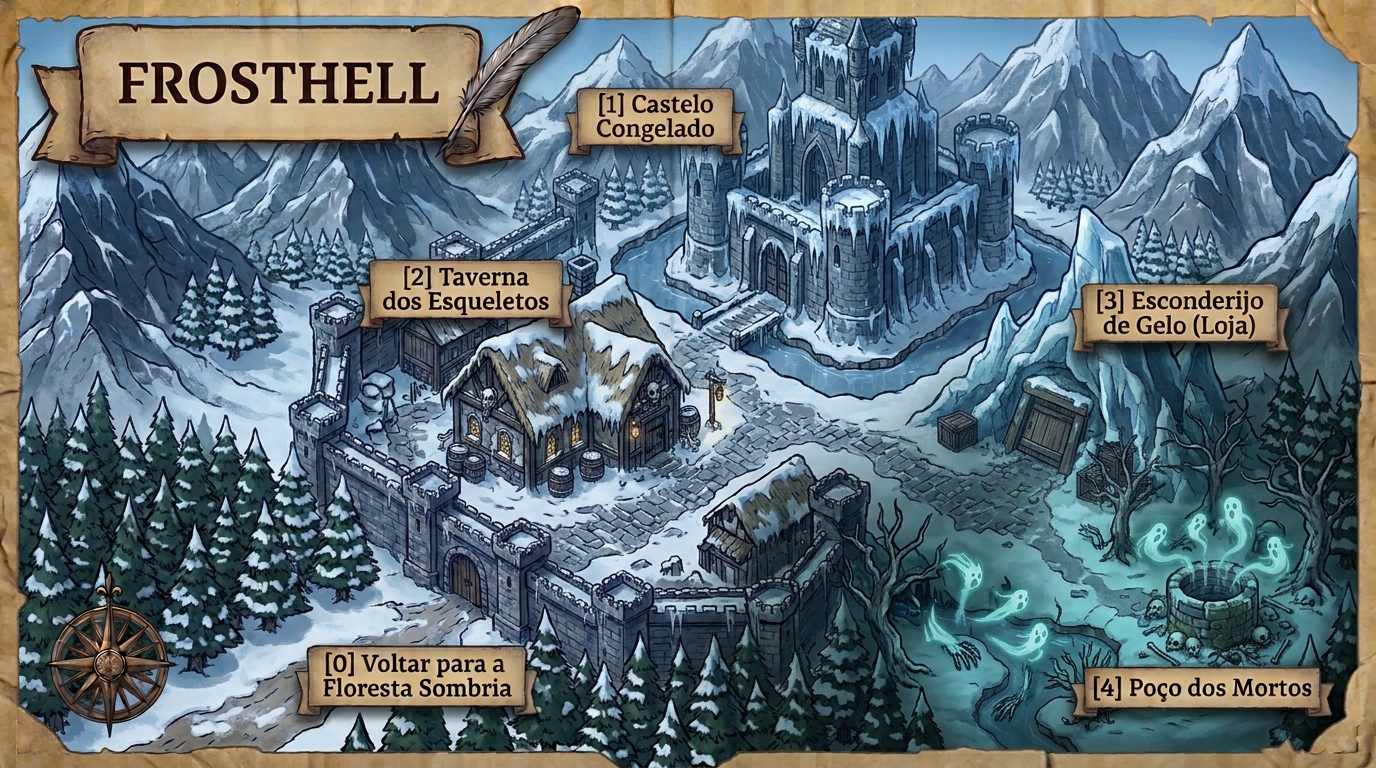 FROSTHELL
[1] Castelo
Congelado
[2] Taverna
dos Esqueletos
[3] Esconderijo
de Gelo (Loja)
[0] Voltar para a
Floresta Sombria
[4] Poço dos Mortos